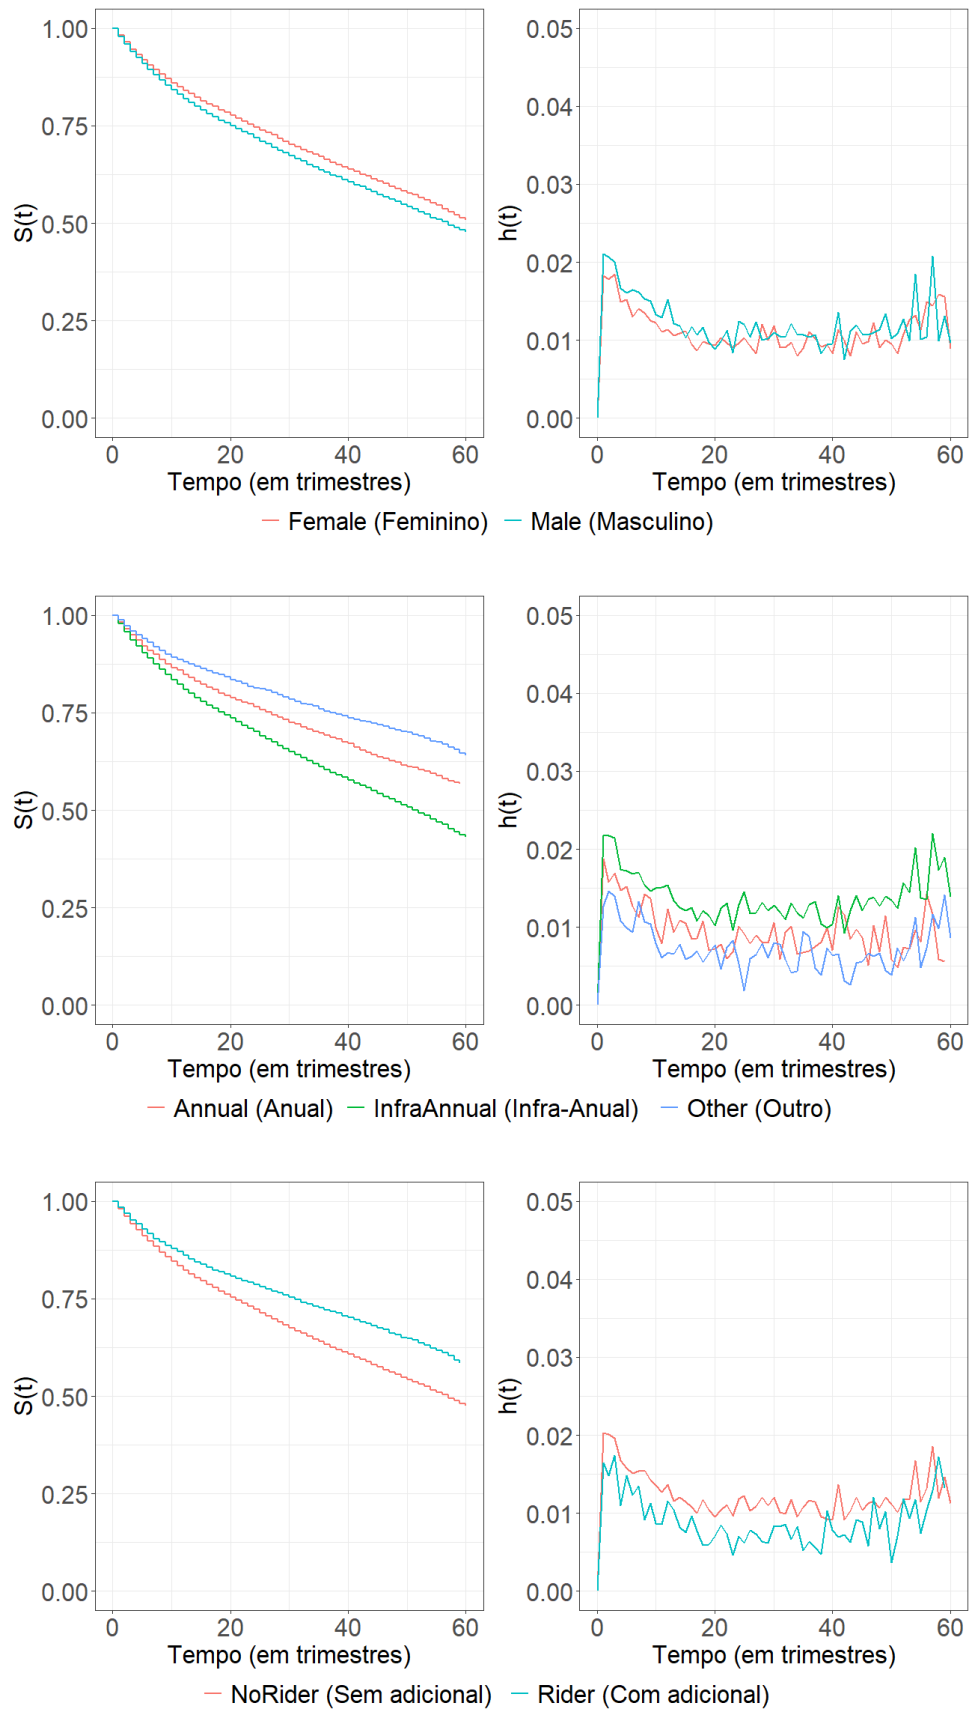 1.00
0.75
0.50
0.25
0.00
S(t)
0 20 40 60
Tempo (em trimestres)
0.05
0.04
0.03
0.02
0.01
0.00
h(t)
0 20 40 60
Tempo (em trimestres)
Female (Feminino) Male (Masculino)
1.00
0.75
0.50
0.25
0.00
S(t)
0 20 40 60
Tempo (em trimestres)
0.05
0.04
0.03
0.02
0.01
0.00
h(t)
0 20 40 60
Tempo (em trimestres)
Annual (Anual) InfraAnnual (Infra-Anual) Other (Outro)
1.00
0.75
0.50
0.25
0.00
S(t)
0 20 40 60
Tempo (em trimestres)
0.05
0.04
0.03
0.02
0.01
0.00
h(t)
0 20 40 60
Tempo (em trimestres)
NoRider (Sem adicional) Rider (Com adicional)